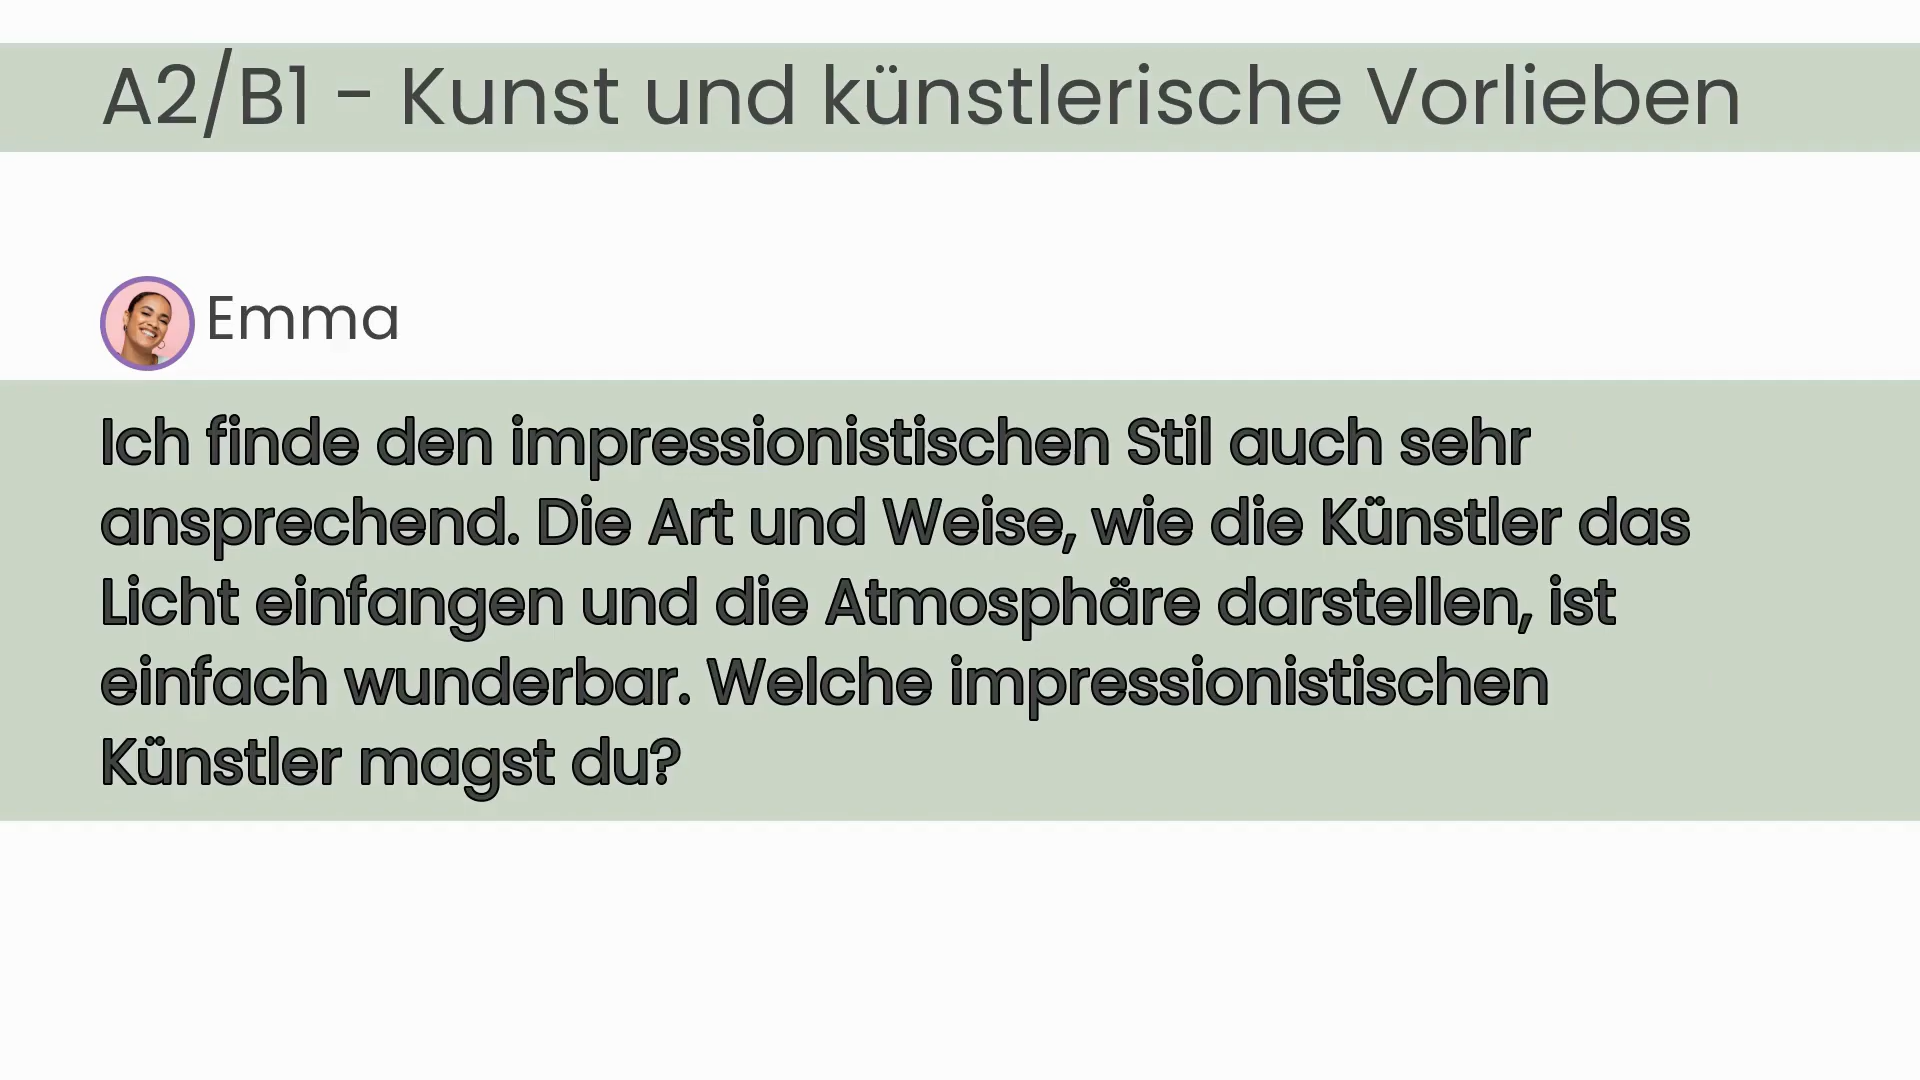 A2/B1 - Kunst und künstlerische Vorlieben
Emma
Ich finde den impressionistischen Stil auch sehr
ansprechend. Die Art und Weise, wie die Künstler das
Licht einfangen und die Atmosphäre darstellen, ist
einfach wunderbar. Welche impressionistischen
Künstler magst du?